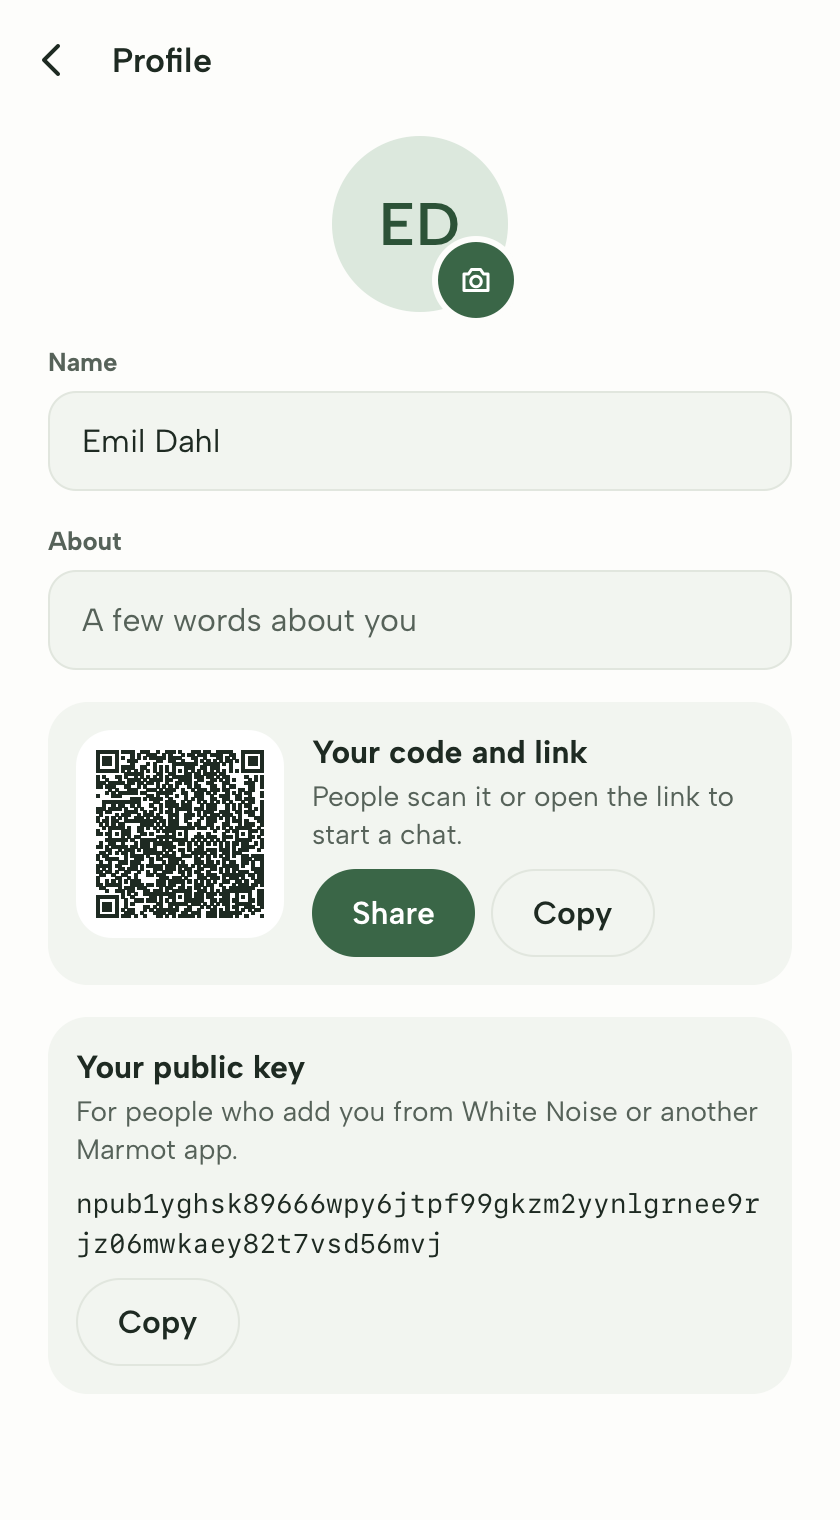 Profile
ED
Name
Emil Dahl
About
A few words about you
Your code and link
People scan it or open the link to
start a chat.
Share
Copy
Your public key
For people who add you from White Noise or another
Marmot app.
npub1yghsk89666wpy6jtpf99gkzm2yynlgrnee9r
jz06mwkaey82t7vsd56mvj
Copy